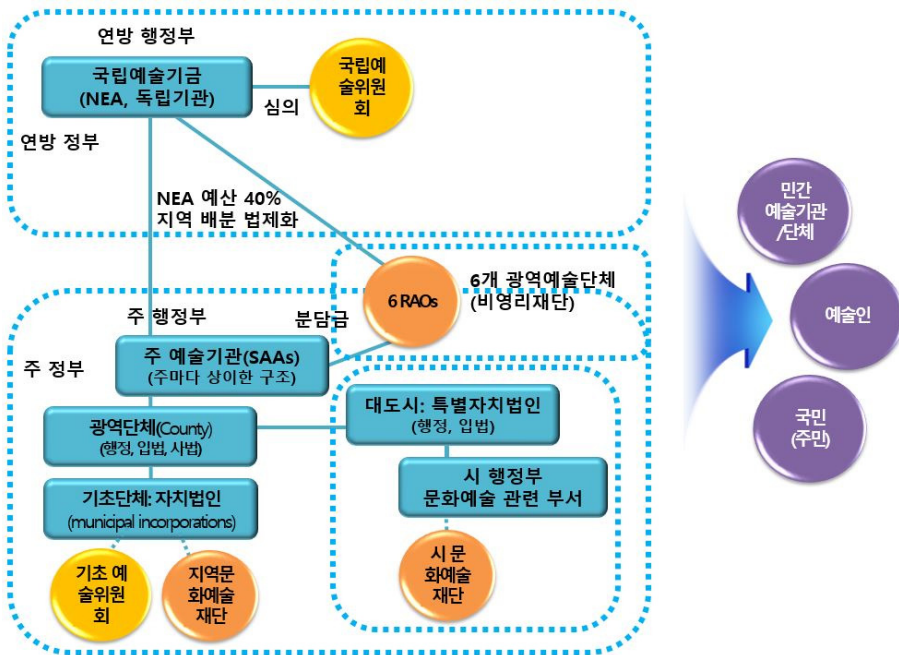 연방 행정부
국립예술기금
(NEA, 독립기관)
심의
국립예
술위원
회
연방 정부
NEA 예산 40%
지역 배분 법제화
6 RAOs
6개 광역예술단체
(비영리재단)
주 행정부
분담금
주 예술기관(SAAs)
(주마다 상이한 구조)
주 정부
광역단체(County)
(행정, 입법, 사법)
대도시: 특별자치법인
(행정, 입법)
기초단체: 자치법인
(municipal incorporations)
시 행정부
문화예술 관련 부서
기초 예
술위원
회
지역문
화예술
재단
시 문
화예술
재단
민간
예술기관
/단체
예술인
국민
(주민)